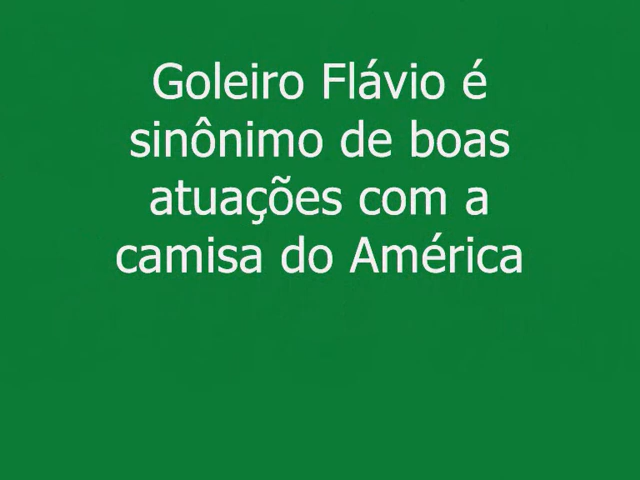 Goleiro Flávio é
sinônimo de boas
atuações com a
camisa do América